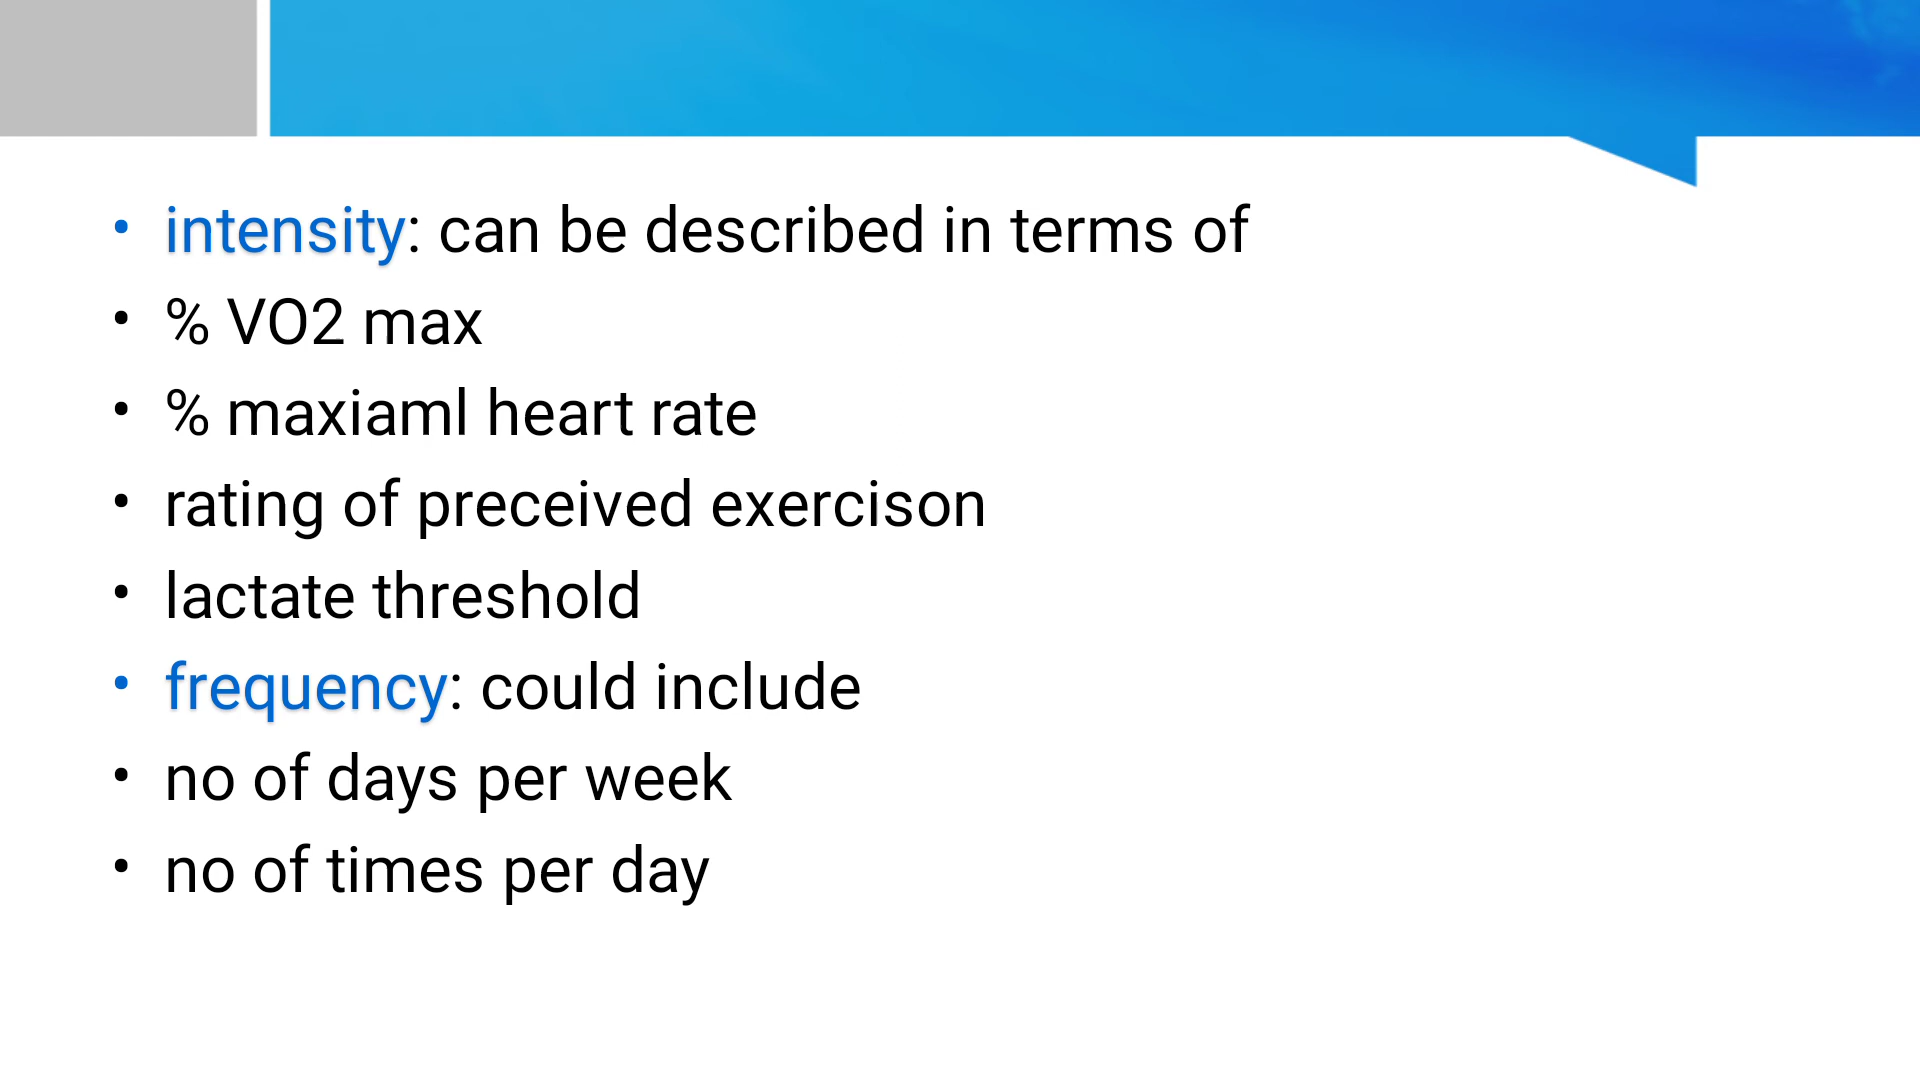 • intensity: can be described in terms of
• % VO2 max
• % maxiaml heart rate
• rating of preceived exercison
• lactate threshold
• frequency: could include
• no of days per week
• no of times per day